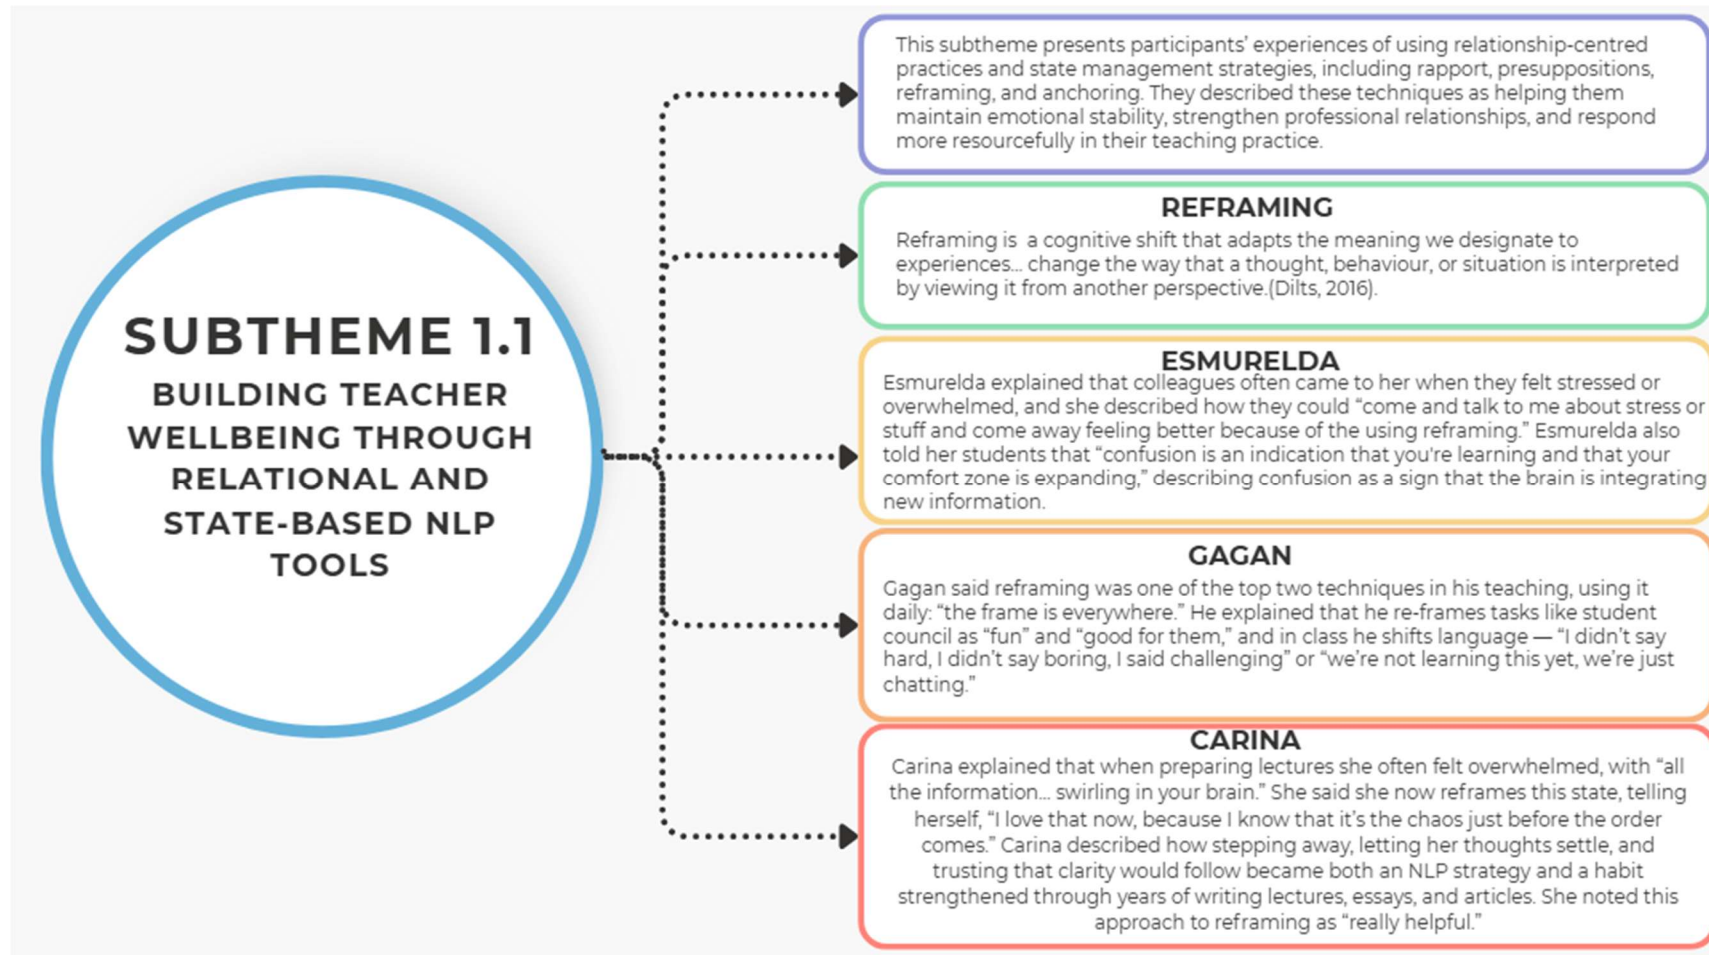 SUBTHEME 1.1
BUILDING TEACHER
WELLBEING THROUGH
RELATIONAL AND
STATE-BASED NLP
TOOLS
This subtheme presents participants’ experiences of using relationship-centred
practices and state management strategies, including rapport, presuppositions,
reframing, and anchoring. They described these techniques as helping them
maintain emotional stability, strengthen professional relationships, and respond
more resourcefully in their teaching practice.
REFRAMING
Reframing is a cognitive shift that adapts the meaning we designate to
experiences... change the way that a thought, behaviour, or situation is interpreted
by viewing it from another perspective.(Dilts, 2016).
ESMURELDA
Esmurelda explained that colleagues often came to her when they felt stressed or
overwhelmed, and she described how they could “come and talk to me about stress or
stuff and come away feeling better because of the using reframing.” Esmurelda also
told her students that “confusion is an indication that you're learning and that your
comfort zone is expanding,” describing confusion as a sign that the brain is integrating
new information.
GAGAN
Gagan said reframing was one of the top two techniques in his teaching, using it
daily: “the frame is everywhere.” He explained that he re-frames tasks like student
council as “fun” and “good for them,” and in class he shifts language — “I didn’t say
hard, I didn’t say boring, I said challenging” or “we’re not learning this yet, we’re just
chatting.”
CARINA
Carina explained that when preparing lectures she often felt overwhelmed, with “all
the information... swirling in your brain.” She said she now reframes this state, telling
herself, “I love that now, because I know that it’s the chaos just before the order
comes.” Carina described how stepping away, letting her thoughts settle, and
trusting that clarity would follow became both an NLP strategy and a habit
strengthened through years of writing lectures, essays, and articles. She noted this
approach to reframing as “really helpful.”